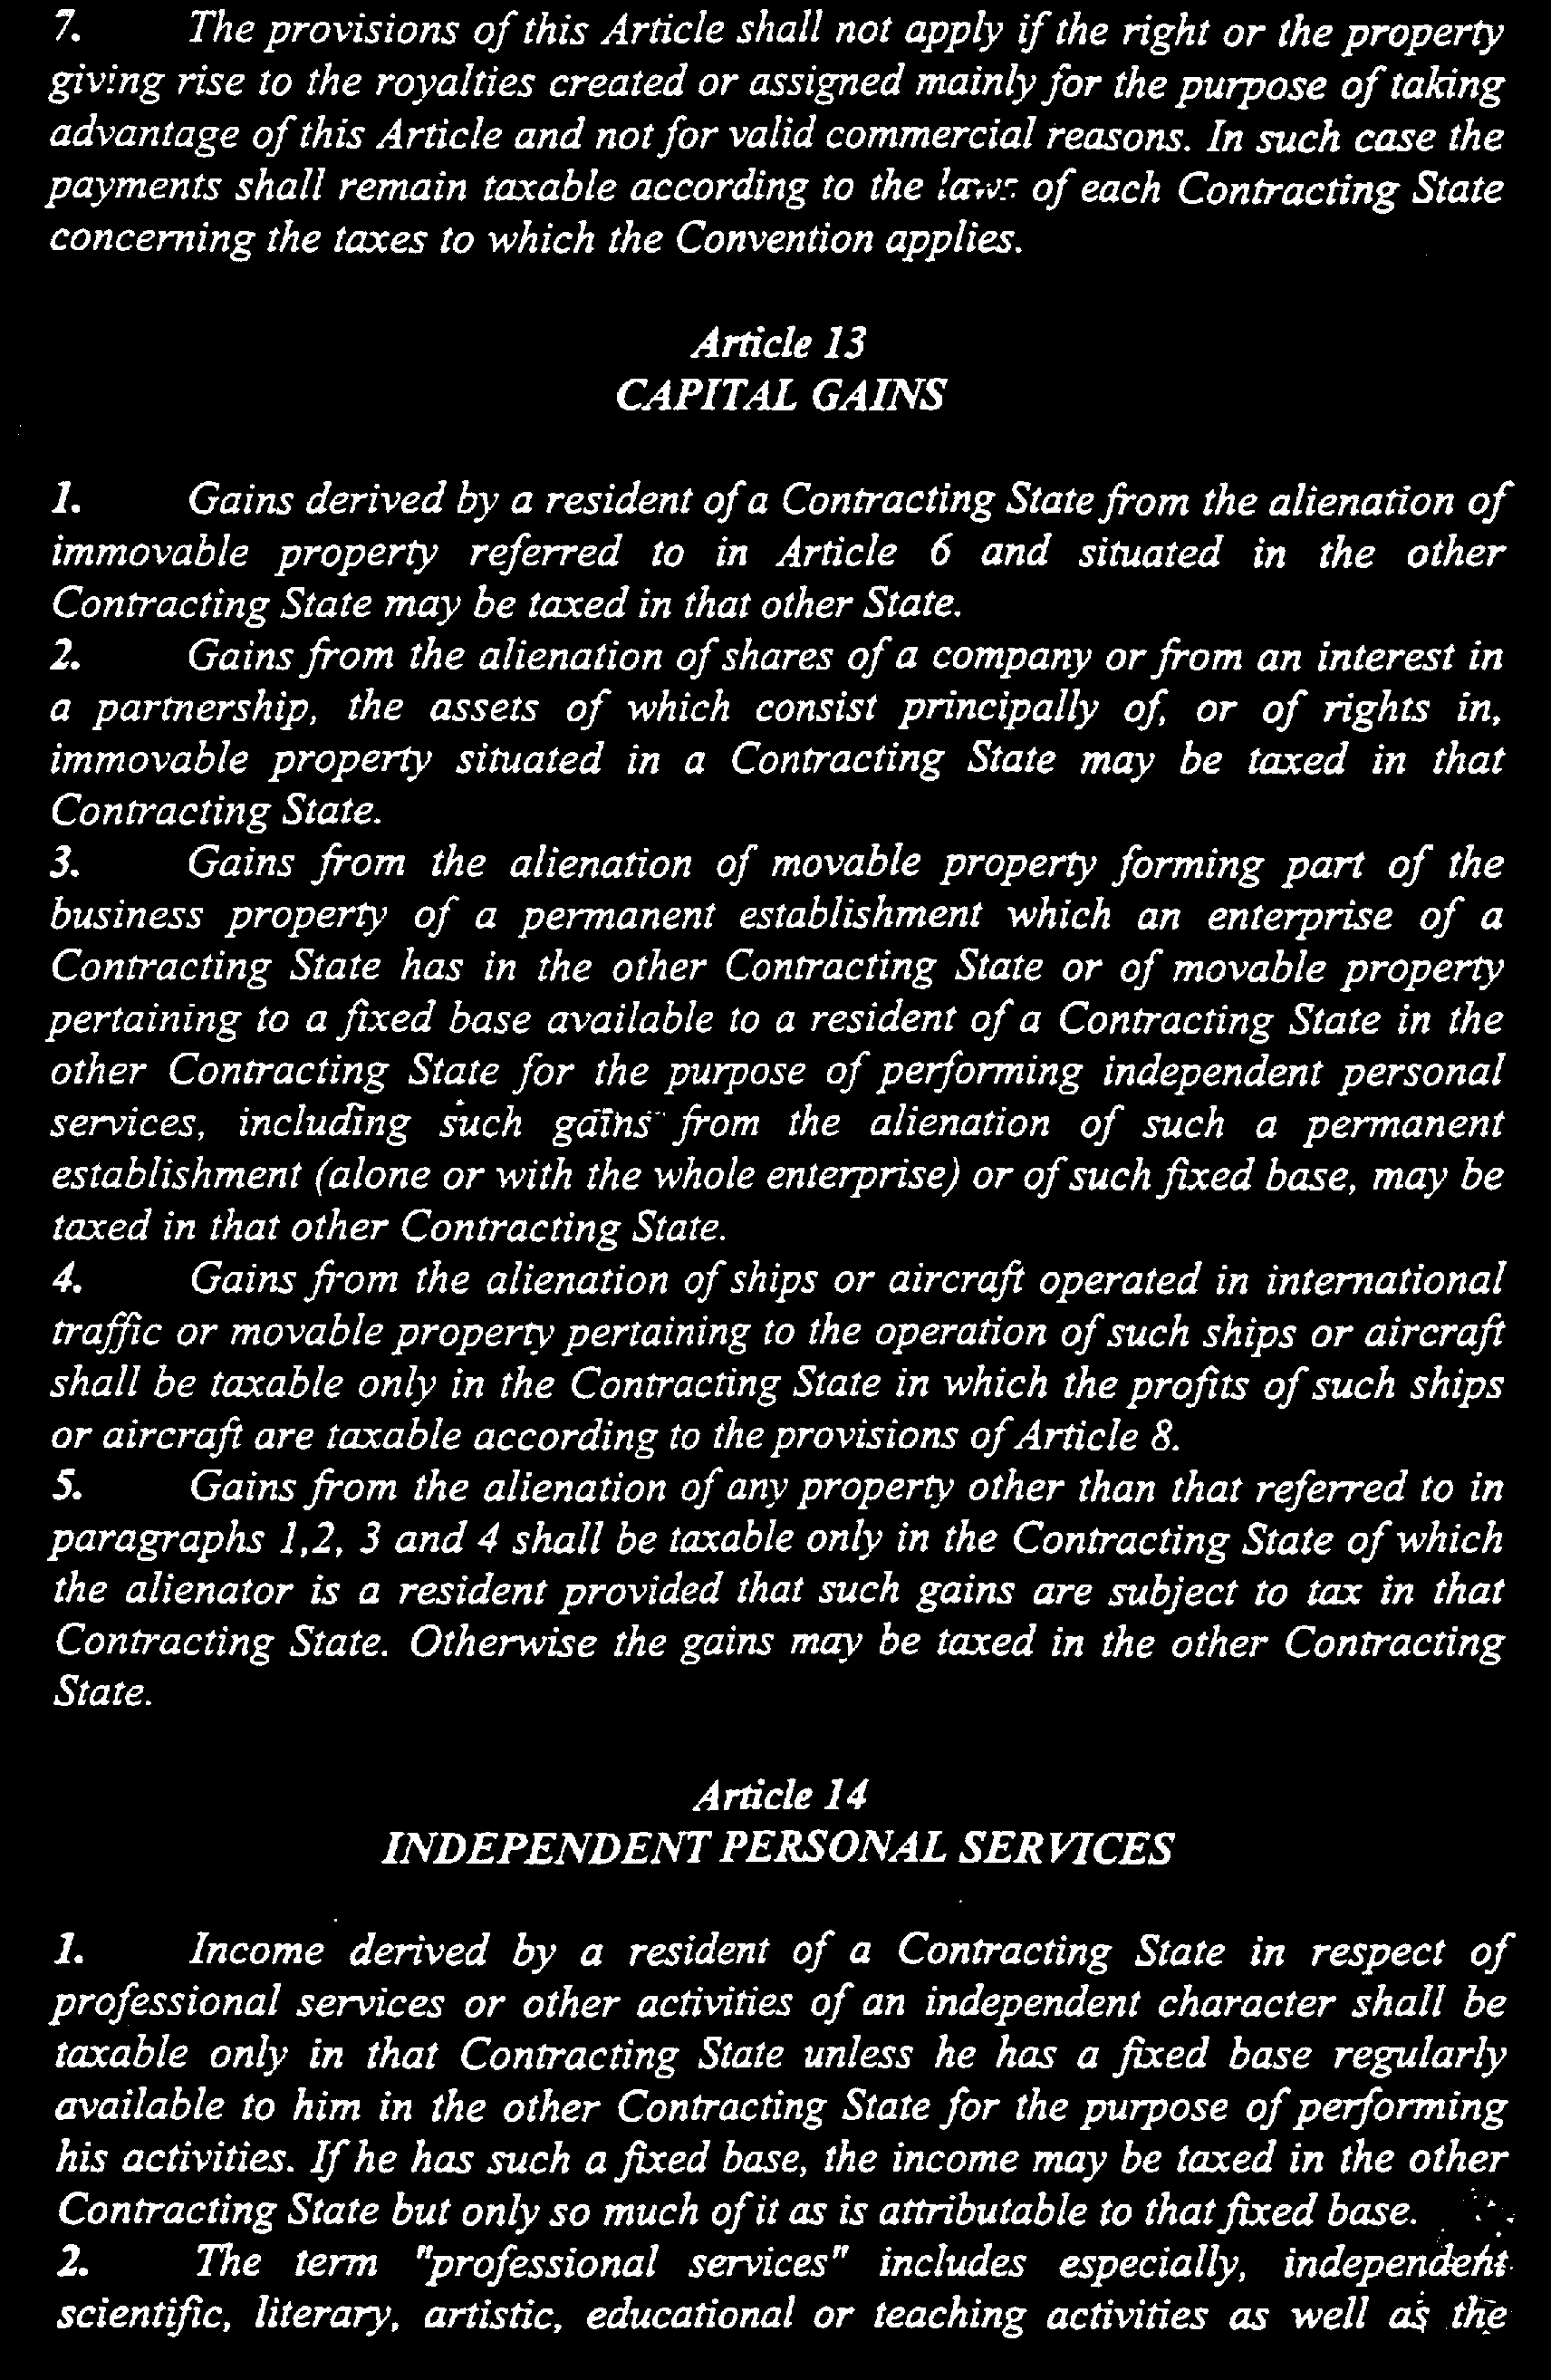 7. The provisions of this Article shall not apply if the right or the property
giving rise to the royalties created or assigned mainly for the purpose of taking
advantage of this Article and not for valid commercial reasons. In such case the
payments shall remain taxable according to the laws of each Contracting State
concerning the taxes to which the Convention applies.
Article 13
CAPITAL GAINS
1. Gains derived by a resident of a Contracting State from the alienation of
immovable property referred to in Article 6 and situated in the other
Contracting State may be taxed in that other State.
2. Gains from the alienation of shares of a company or from an interest in
a partnership, the assets of which consist principally of, or of rights in,
immovable property situated in a Contracting State may be taxed in that
Contracting State.
3. Gains from the alienation of movable property forming part of the
business property of a permanent establishment which an enterprise of a
Contracting State has in the other Contracting State or of movable property
pertaining to a fixed base available to a resident of a Contracting State in the
other Contracting State for the purpose of performing independent personal
services, including such gains from the alienation of such a permanent
establishment (alone or with the whole enterprise) or of such fixed base, may be
taxed in that other Contracting State.
4. Gains from the alienation of ships or aircraft operated in international
traffic or movable property pertaining to the operation of such ships or aircraft
shall be taxable only in the Contracting State in which the profits of such ships
or aircraft are taxable according to the provisions of Article 8.
5. Gains from the alienation of any property other than that referred to in
paragraphs 1,2, 3 and 4 shall be taxable only in the Contracting State of which
the alienator is a resident provided that such gains are subject to tax in that
Contracting State. Otherwise the gains may be taxed in the other Contracting
State.
Article 14
INDEPENDENT PERSONAL SERVICES
1. Income derived by a resident of a Contracting State in respect of
professional services or other activities of an independent character shall be
taxable only in that Contracting State unless he has a fixed base regularly
available to him in the other Contracting State for the purpose of performing
his activities. If he has such a fixed base, the income may be taxed in the other
Contracting State but only so much of it as is attributable to that fixed base.
2. The term "professional services" includes especially, independent
scientific, literary, artistic, educational or teaching activities as well as the